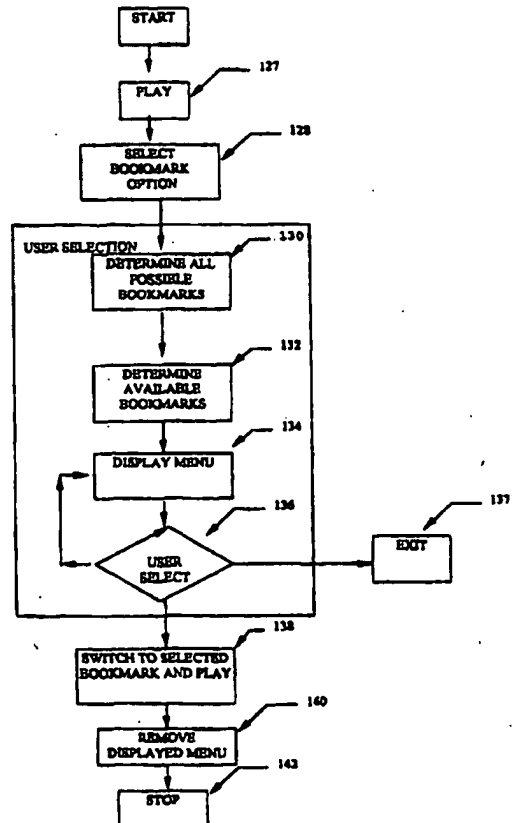 START
127
PLAY
128
SELECT
BOOKMARK
OPTION
USER SELECTION
130
DETERMINE ALL
POSSIBLE
BOOKMARKS
132
DETERMINE
AVAILABLE
BOOKMARKS
134
DISPLAY MENU
136
USER
SELECT
137
EXIT
138
SWITCH TO SELECTED
BOOKMARK AND PLAY
160
REMOVE
DISPLAYED MENU
142
STOP